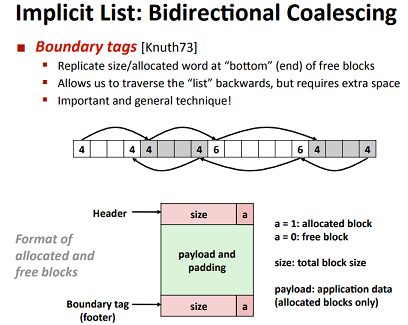 Implicit List: Bidirectional Coalescing
Boundary tags [Knuth73]
Replicate size/allocated word at “bottom” (end) of free blocks
Allows us to traverse the “list” backwards, but requires extra space
Important and general technique!
4 4 4 4 6 6 4 4
Header
size a
a = 1: allocated block
a = 0: free block
Format of
allocated and
free blocks
payload and
padding
size: total block size
payload: application data
(allocated blocks only)
Boundary tag
(footer)
size a